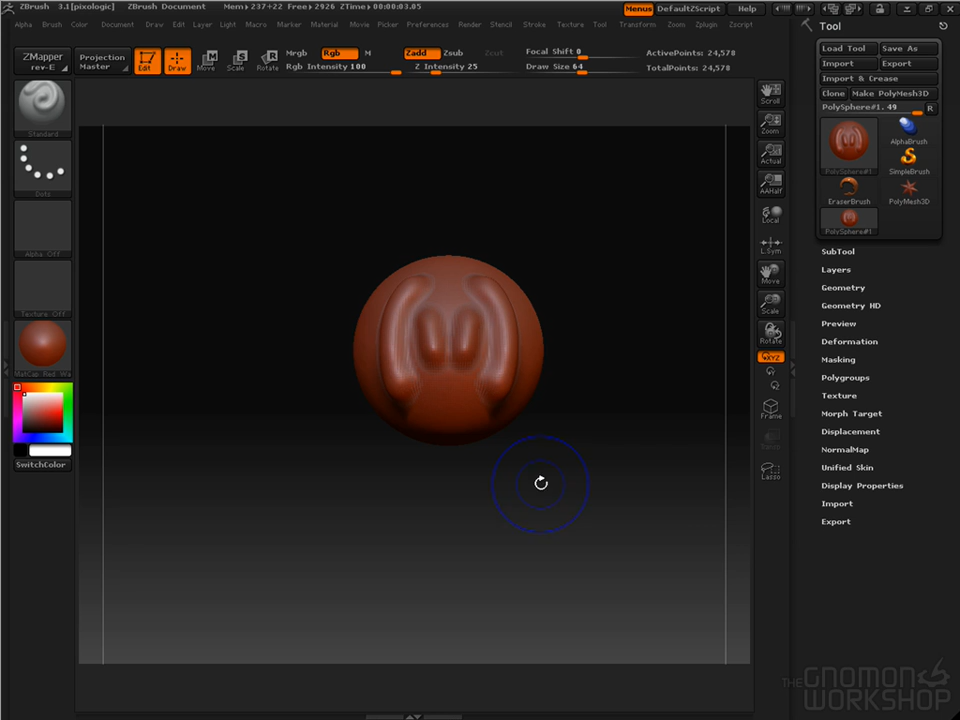 ZBrush 3.1[pixologic] ZBrush Document Mem▸237+22 Free▸2926 ZTime▸00:00:03.05 Menus DefaultZScript Help
Alpha Brush Color Document Draw Edit Layer Light Macro Marker Material Movie Picker Preferences Render Stencil Stroke Texture Tool Transform Zoom Zplugin Zscript
Tool
ZMapper
rev-E
Projection
Master
Edit
Draw
Move
Scale
Rotate
Mrgb Rgb M
Rgb Intensity 100
Zadd Zsub Zcut
Z Intensity 25
Focal Shift 0
Draw Size 64
ActivePoints: 24,578
TotalPoints: 24,578
Load Tool Save As
Import Export
Import & Crease
Clone Make PolyMesh3D
PolySphere#1. 49 R
PolySphere#1
AlphaBrush
SimpleBrush
EraserBrush
PolyMesh3D
PolySphere#1
Standard
Dots
Alpha Off
Texture Off
MatCap Red Wa
SwitchColor
Scroll
Zoom
Actual
AAHalf
Local
L.Sym
Move
Scale
Rotate
XYZ
Frame
Lasso
SubTool
Layers
Geometry
Geometry HD
Preview
Deformation
Masking
Polygroups
Texture
Morph Target
Displacement
NormalMap
Unified Skin
Display Properties
Import
Export
THE GNOMON
WORKSHOP